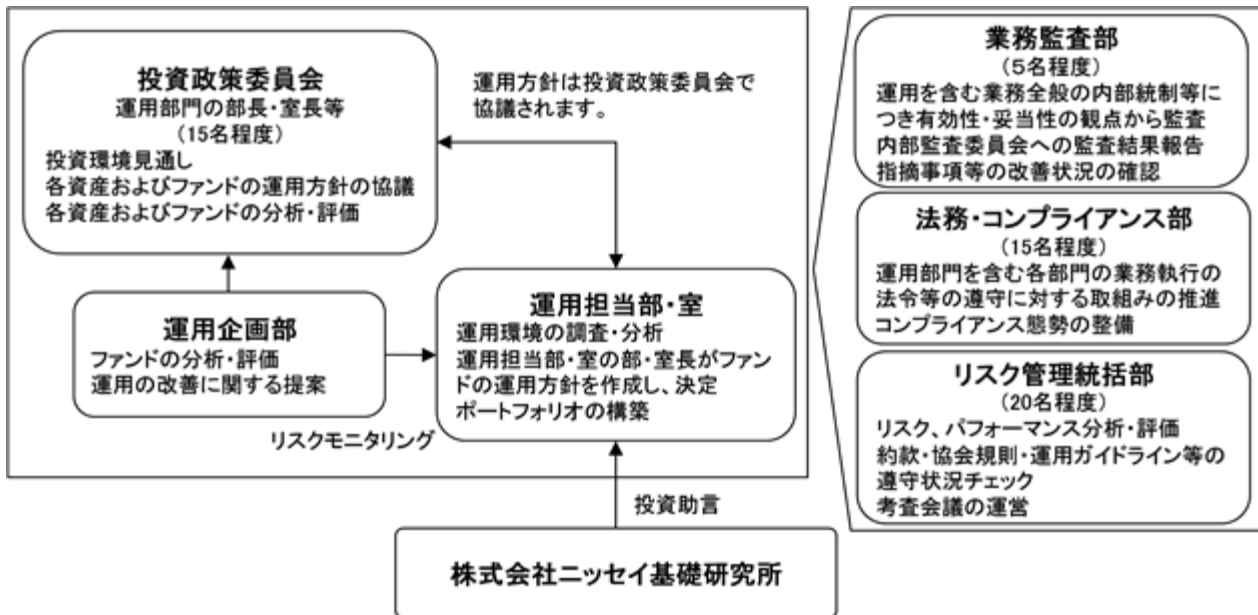 投資政策委員会
運用部門の部長・室長等
(15名程度)
投資環境見通し
各資産およびファンドの運用方針の協議
各資産およびファンドの分析・評価
運用方針は投資政策委員会で
協議されます。
運用企画部
ファンドの分析・評価
運用の改善に関する提案
リスクモニタリング
運用担当部・室
運用環境の調査・分析
運用担当部・室の部・室長がファン
ドの運用方針を作成し、決定
ポートフォリオの構築
投資助言
株式会社ニッセイ基礎研究所
業務監査部
(5名程度)
運用を含む業務全般の内部統制等に
つき有効性・妥当性の観点から監査
内部監査委員会への監査結果報告
指摘事項等の改善状況の確認
法務・コンプライアンス部
(15名程度)
運用部門を含む各部門の業務執行の
法令等の遵守に対する取組みの推進
コンプライアンス態勢の整備
リスク管理統括部
(20名程度)
リスク、パフォーマンス分析・評価
約款・協会規則・運用ガイドライン等の
遵守状況チェック
考査会議の運営